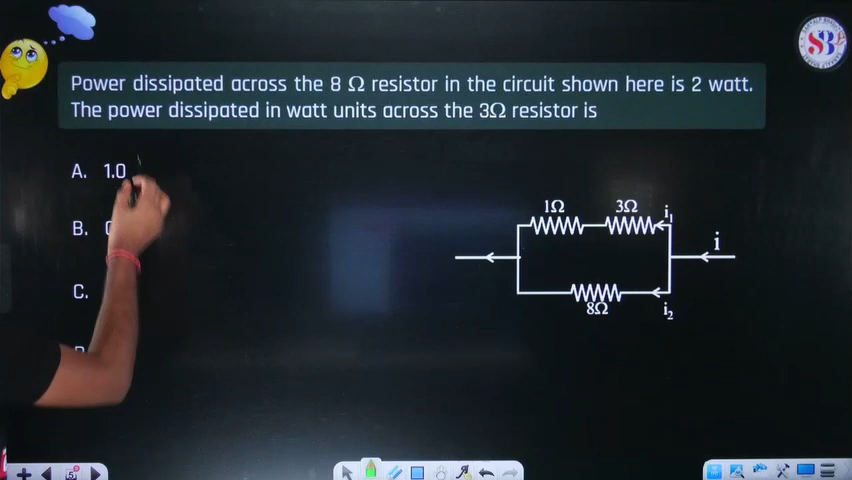 Power dissipated across the 8 Ω resistor in the circuit shown here is 2 watt.
The power dissipated in watt units across the 3Ω resistor is
A. 1.0
B.
C.
1Ω
3Ω
i₁
i
8Ω
i₂
SB